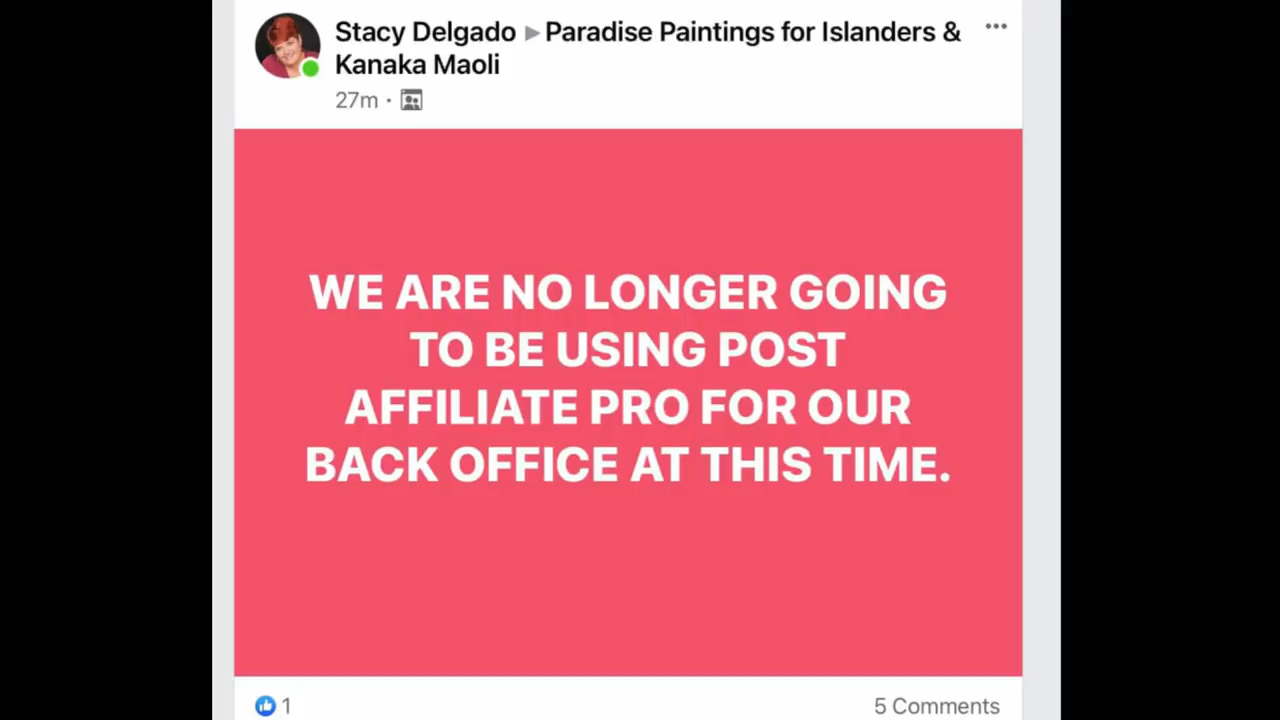 Stacy Delgado ▸ Paradise Paintings for Islanders &
Kanaka Maoli
27m ·
WE ARE NO LONGER GOING
TO BE USING POST
AFFILIATE PRO FOR OUR
BACK OFFICE AT THIS TIME.
1
5 Comments